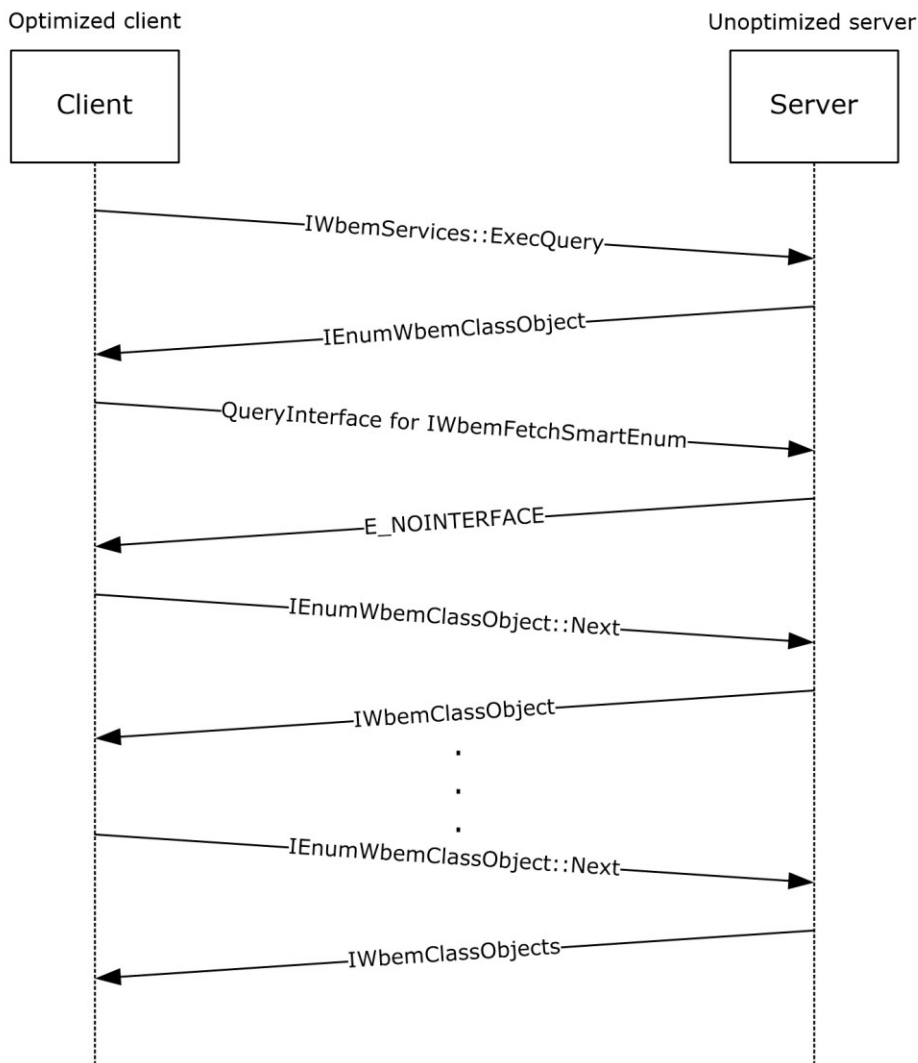 Optimized client
Unoptimized server
Client
Server
IWbemServices::ExecQuery
IEnumWbemClassObject
QueryInterface for IWbemFetchSmartEnum
E_NOINTERFACE
IEnumWbemClassObject::Next
IWbemClassObject
.
.
.
IEnumWbemClassObject::Next
IWbemClassObjects